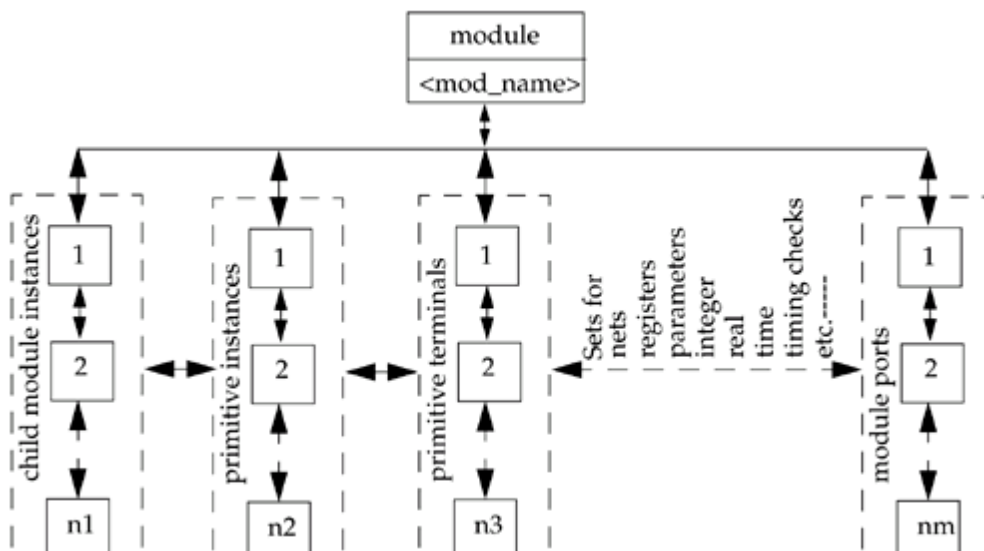 module
<mod_name>
child module instances
1
2
n1
primitive instances
1
2
n2
primitive terminals
1
2
n3
Sets for
nets
registers
parameters
integer
real
time
timing checks
etc.-----
module ports
1
2
nm